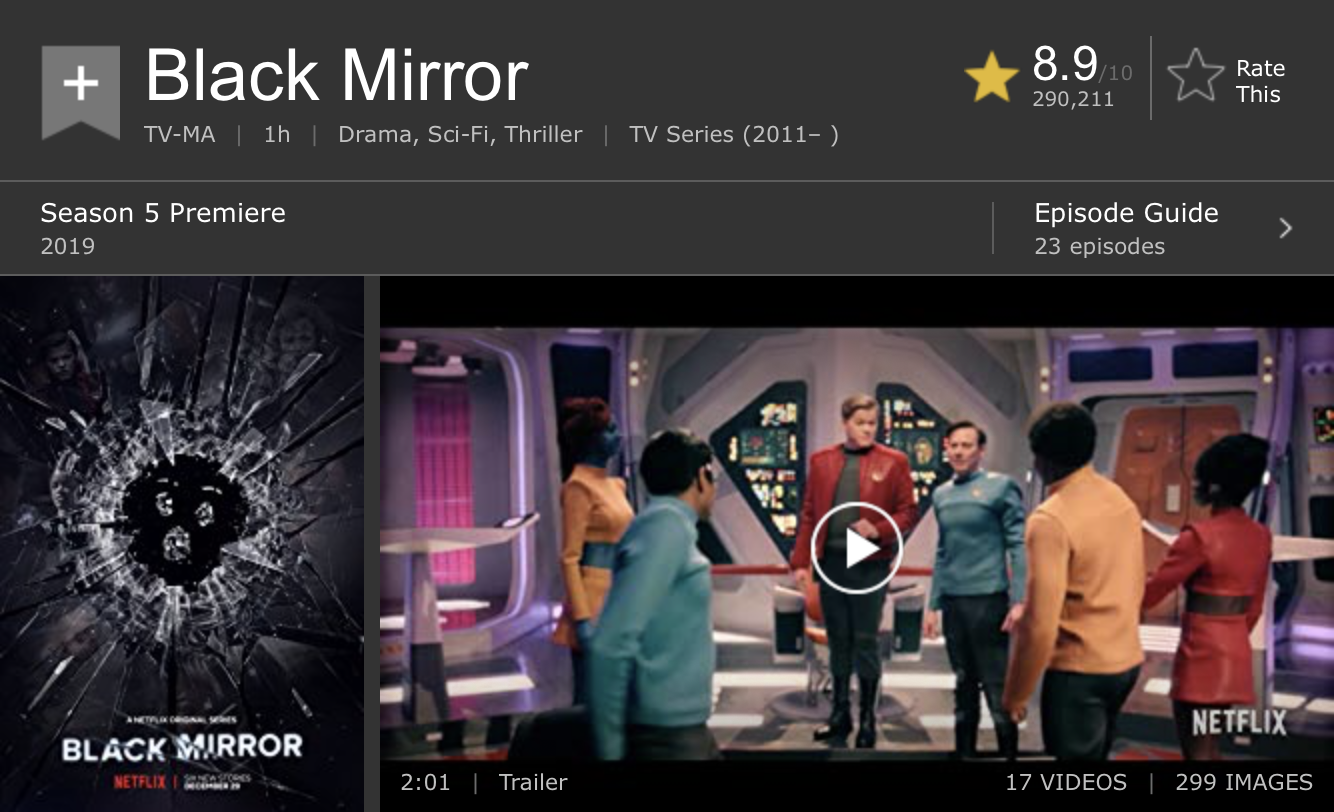 Black Mirror
TV-MA | 1h | Drama, Sci-Fi, Thriller | TV Series (2011– )
8.9/10
290,211
Rate
This
Season 5 Premiere
2019
Episode Guide
23 episodes
A NETFLIX ORIGINAL SERIES
BLACK MIRROR
NETFLIX | SIX NEW STORIES
DECEMBER 29
NETFLIX
2:01 | Trailer
17 VIDEOS | 299 IMAGES